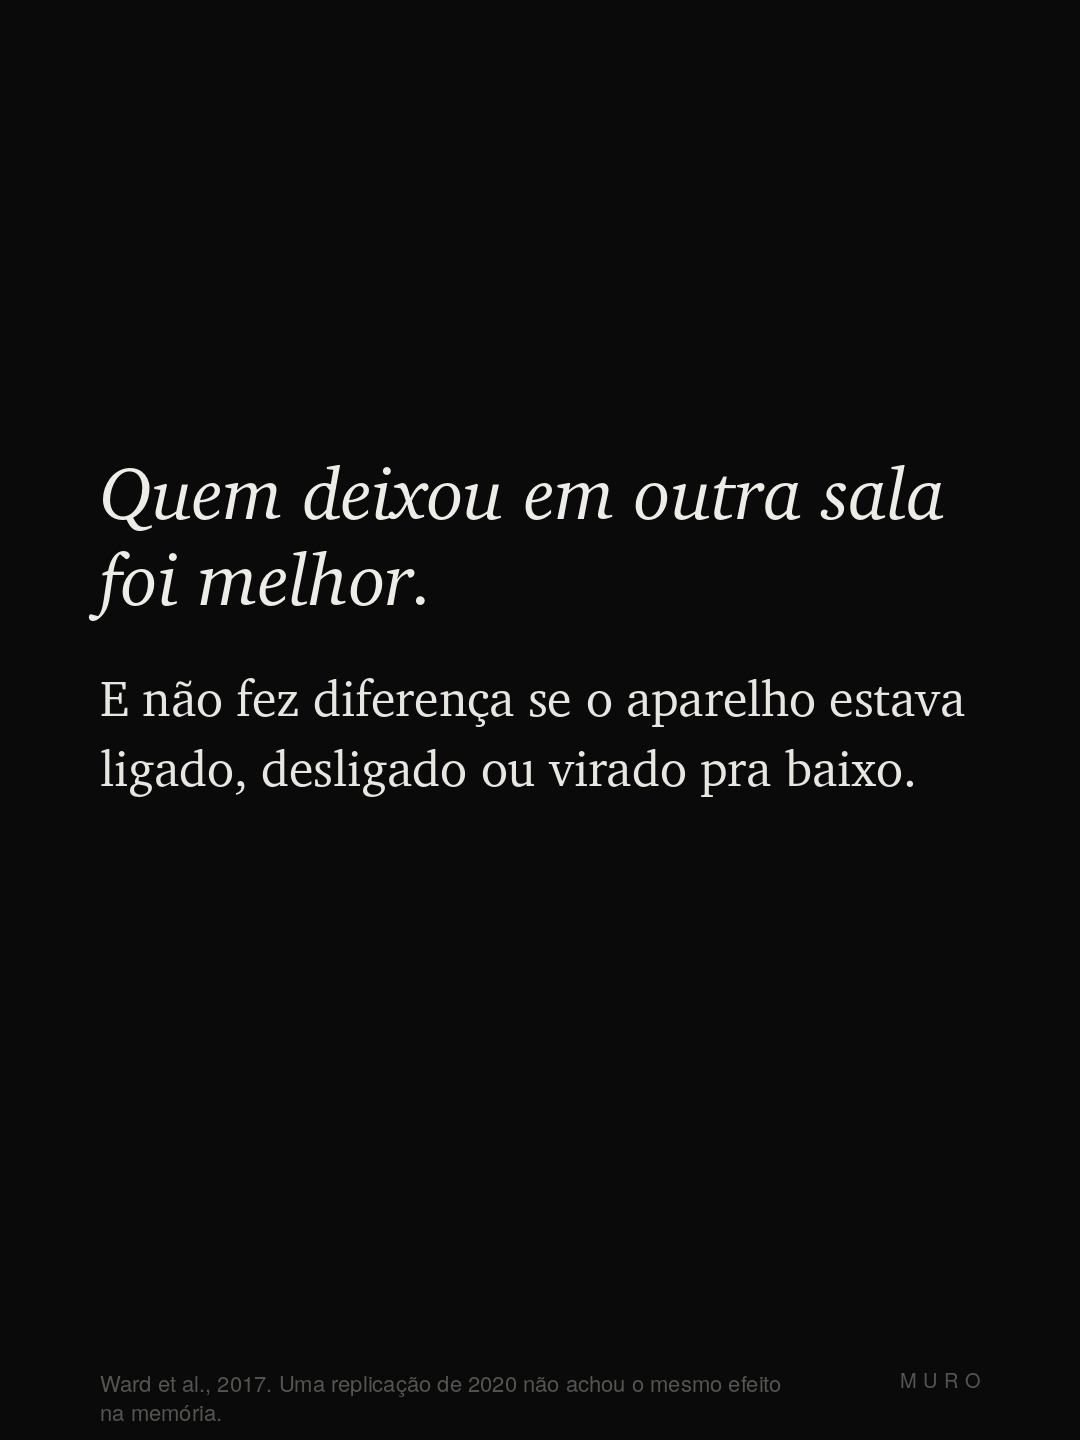 Quem deixou em outra sala
foi melhor.
E não fez diferença se o aparelho estava
ligado, desligado ou virado pra baixo.
Ward et al., 2017. Uma replicação de 2020 não achou o mesmo efeito
na memória.
MURO